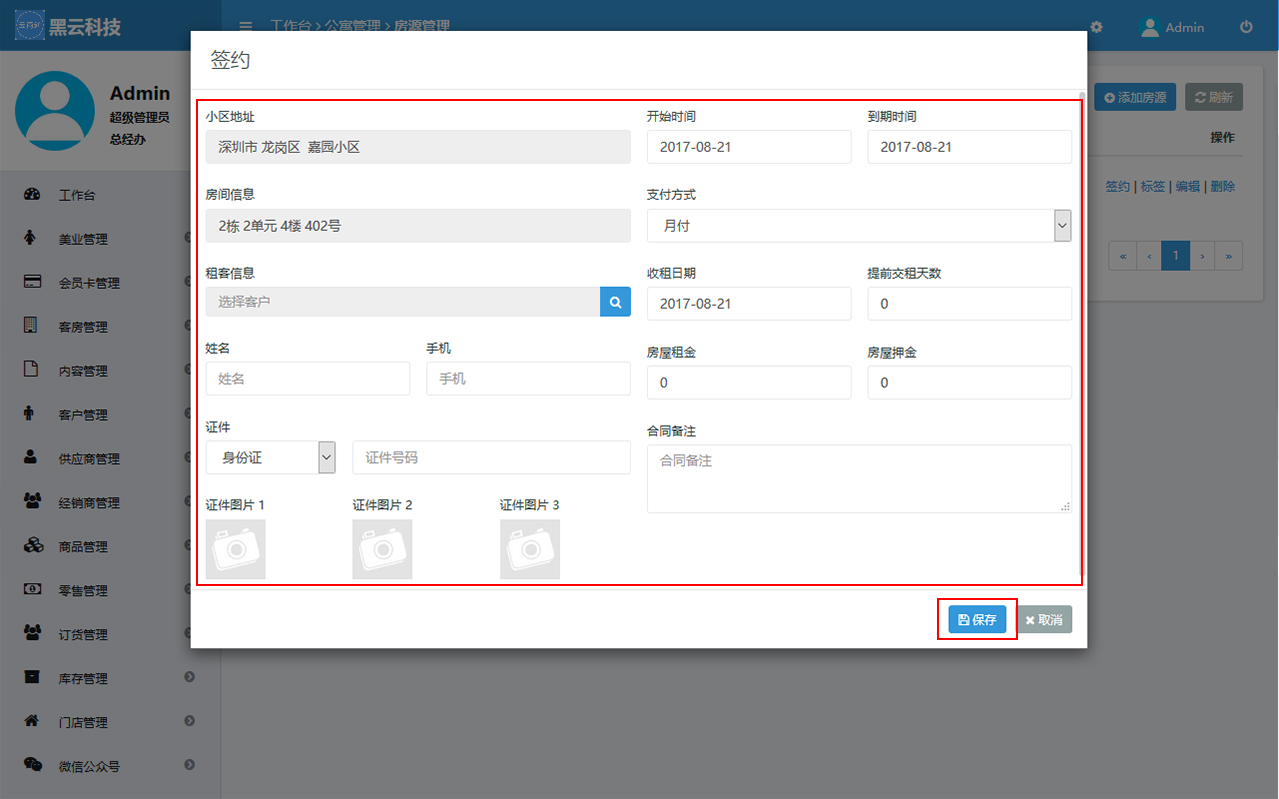 黑云科技
工作台 > 公寓管理 > 房源管理
Admin
Admin
超级管理员
总经办
工作台
美业管理
会员卡管理
客房管理
内容管理
客户管理
供应商管理
经销商管理
商品管理
零售管理
订货管理
库存管理
门店管理
微信公众号
添加房源 刷新
操作
签约 | 标签 | 编辑 | 删除
« ‹ 1 › »
签约
小区地址
深圳市 龙岗区 嘉园小区
房间信息
2栋 2单元 4楼 402号
租客信息
选择客户
姓名 手机
姓名 手机
证件
身份证 证件号码
证件图片 1 证件图片 2 证件图片 3
开始时间 到期时间
2017-08-21 2017-08-21
支付方式
月付
收租日期 提前交租天数
2017-08-21 0
房屋租金 房屋押金
0 0
合同备注
合同备注
保存 取消